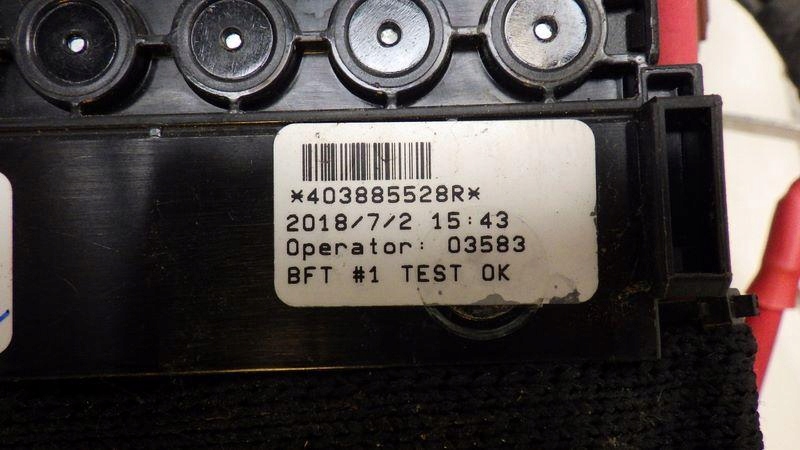 *403885528R*
2018/7/2 15:43
Operator: 03583
BFT #1 TEST OK